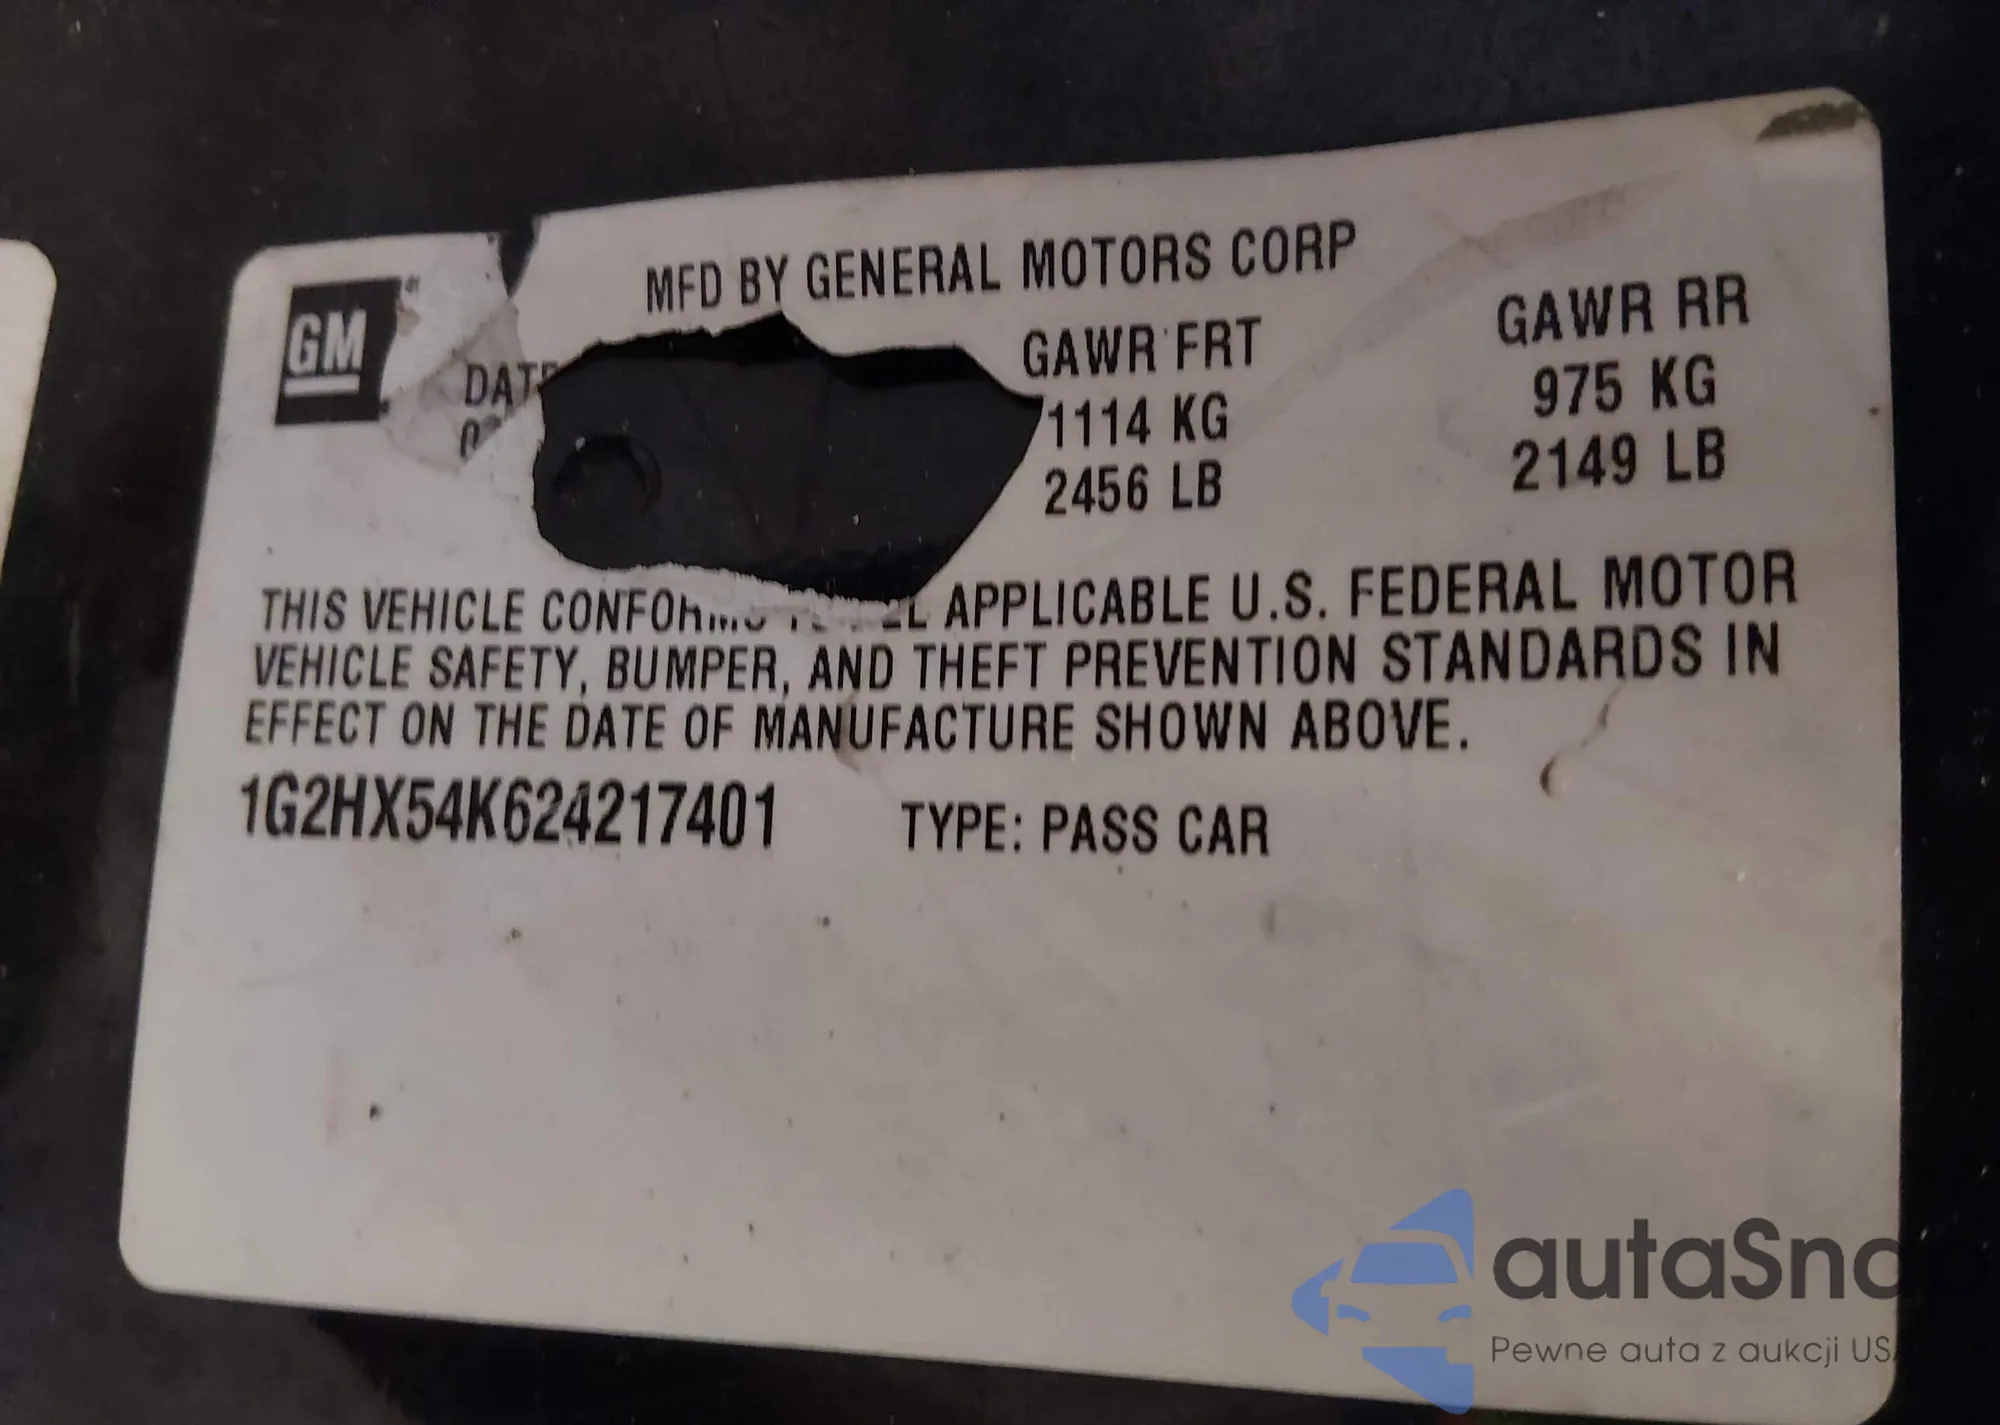 GM
MFD BY GENERAL MOTORS CORP
GAWR FRT
GAWR RR
1114 KG
975 KG
2456 LB
2149 LB
THIS VEHICLE APPLICABLE U.S. FEDERAL MOTOR
VEHICLE SAFETY, BUMPER, AND THEFT PREVENTION STANDARDS IN
EFFECT ON THE DATE OF MANUFACTURE SHOWN ABOVE.
1G2HX54K624217401 TYPE: PASS CAR
autaSna
Pewne auta z aukcji US